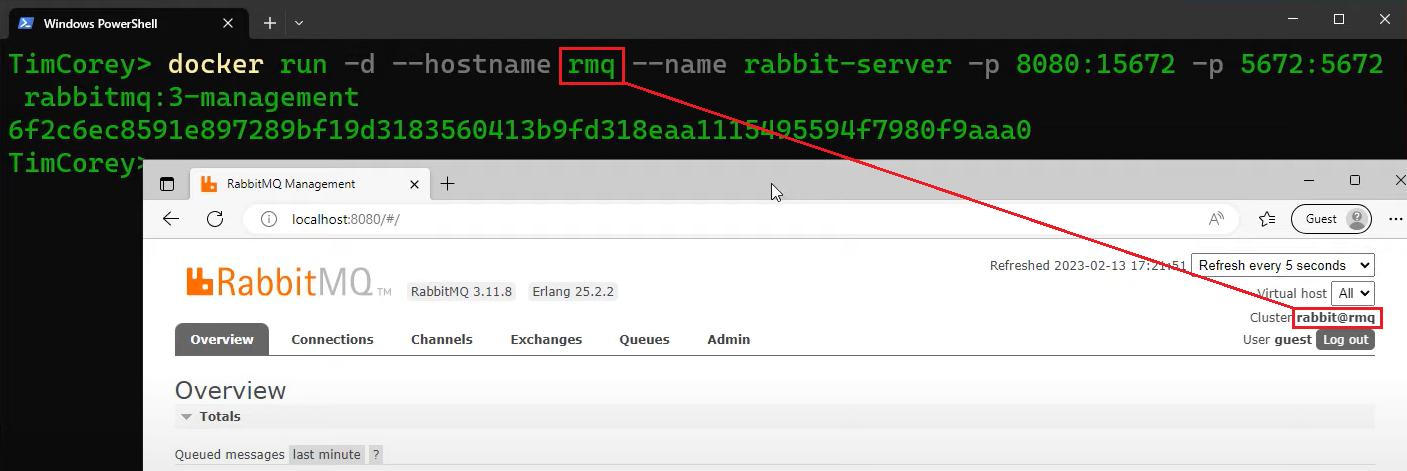 Windows PowerShell
TimCorey> docker run -d --hostname rmq --name rabbit-server -p 8080:15672 -p 5672:5672
rabbitmq:3-management
6f2c6ec8591e897289bf19d3183560413b9fd318eaa1115495594f7980f9aaa0
TimCorey>
RabbitMQ Management
localhost:8080/#/
Guest
Refreshed 2023-02-13 17:21:51 Refresh every 5 seconds
RabbitMQ TM RabbitMQ 3.11.8 Erlang 25.2.2
Virtual host All
Cluster rabbit@rmq
User guest Log out
Overview Connections Channels Exchanges Queues Admin
Overview
Totals
Queued messages last minute ?